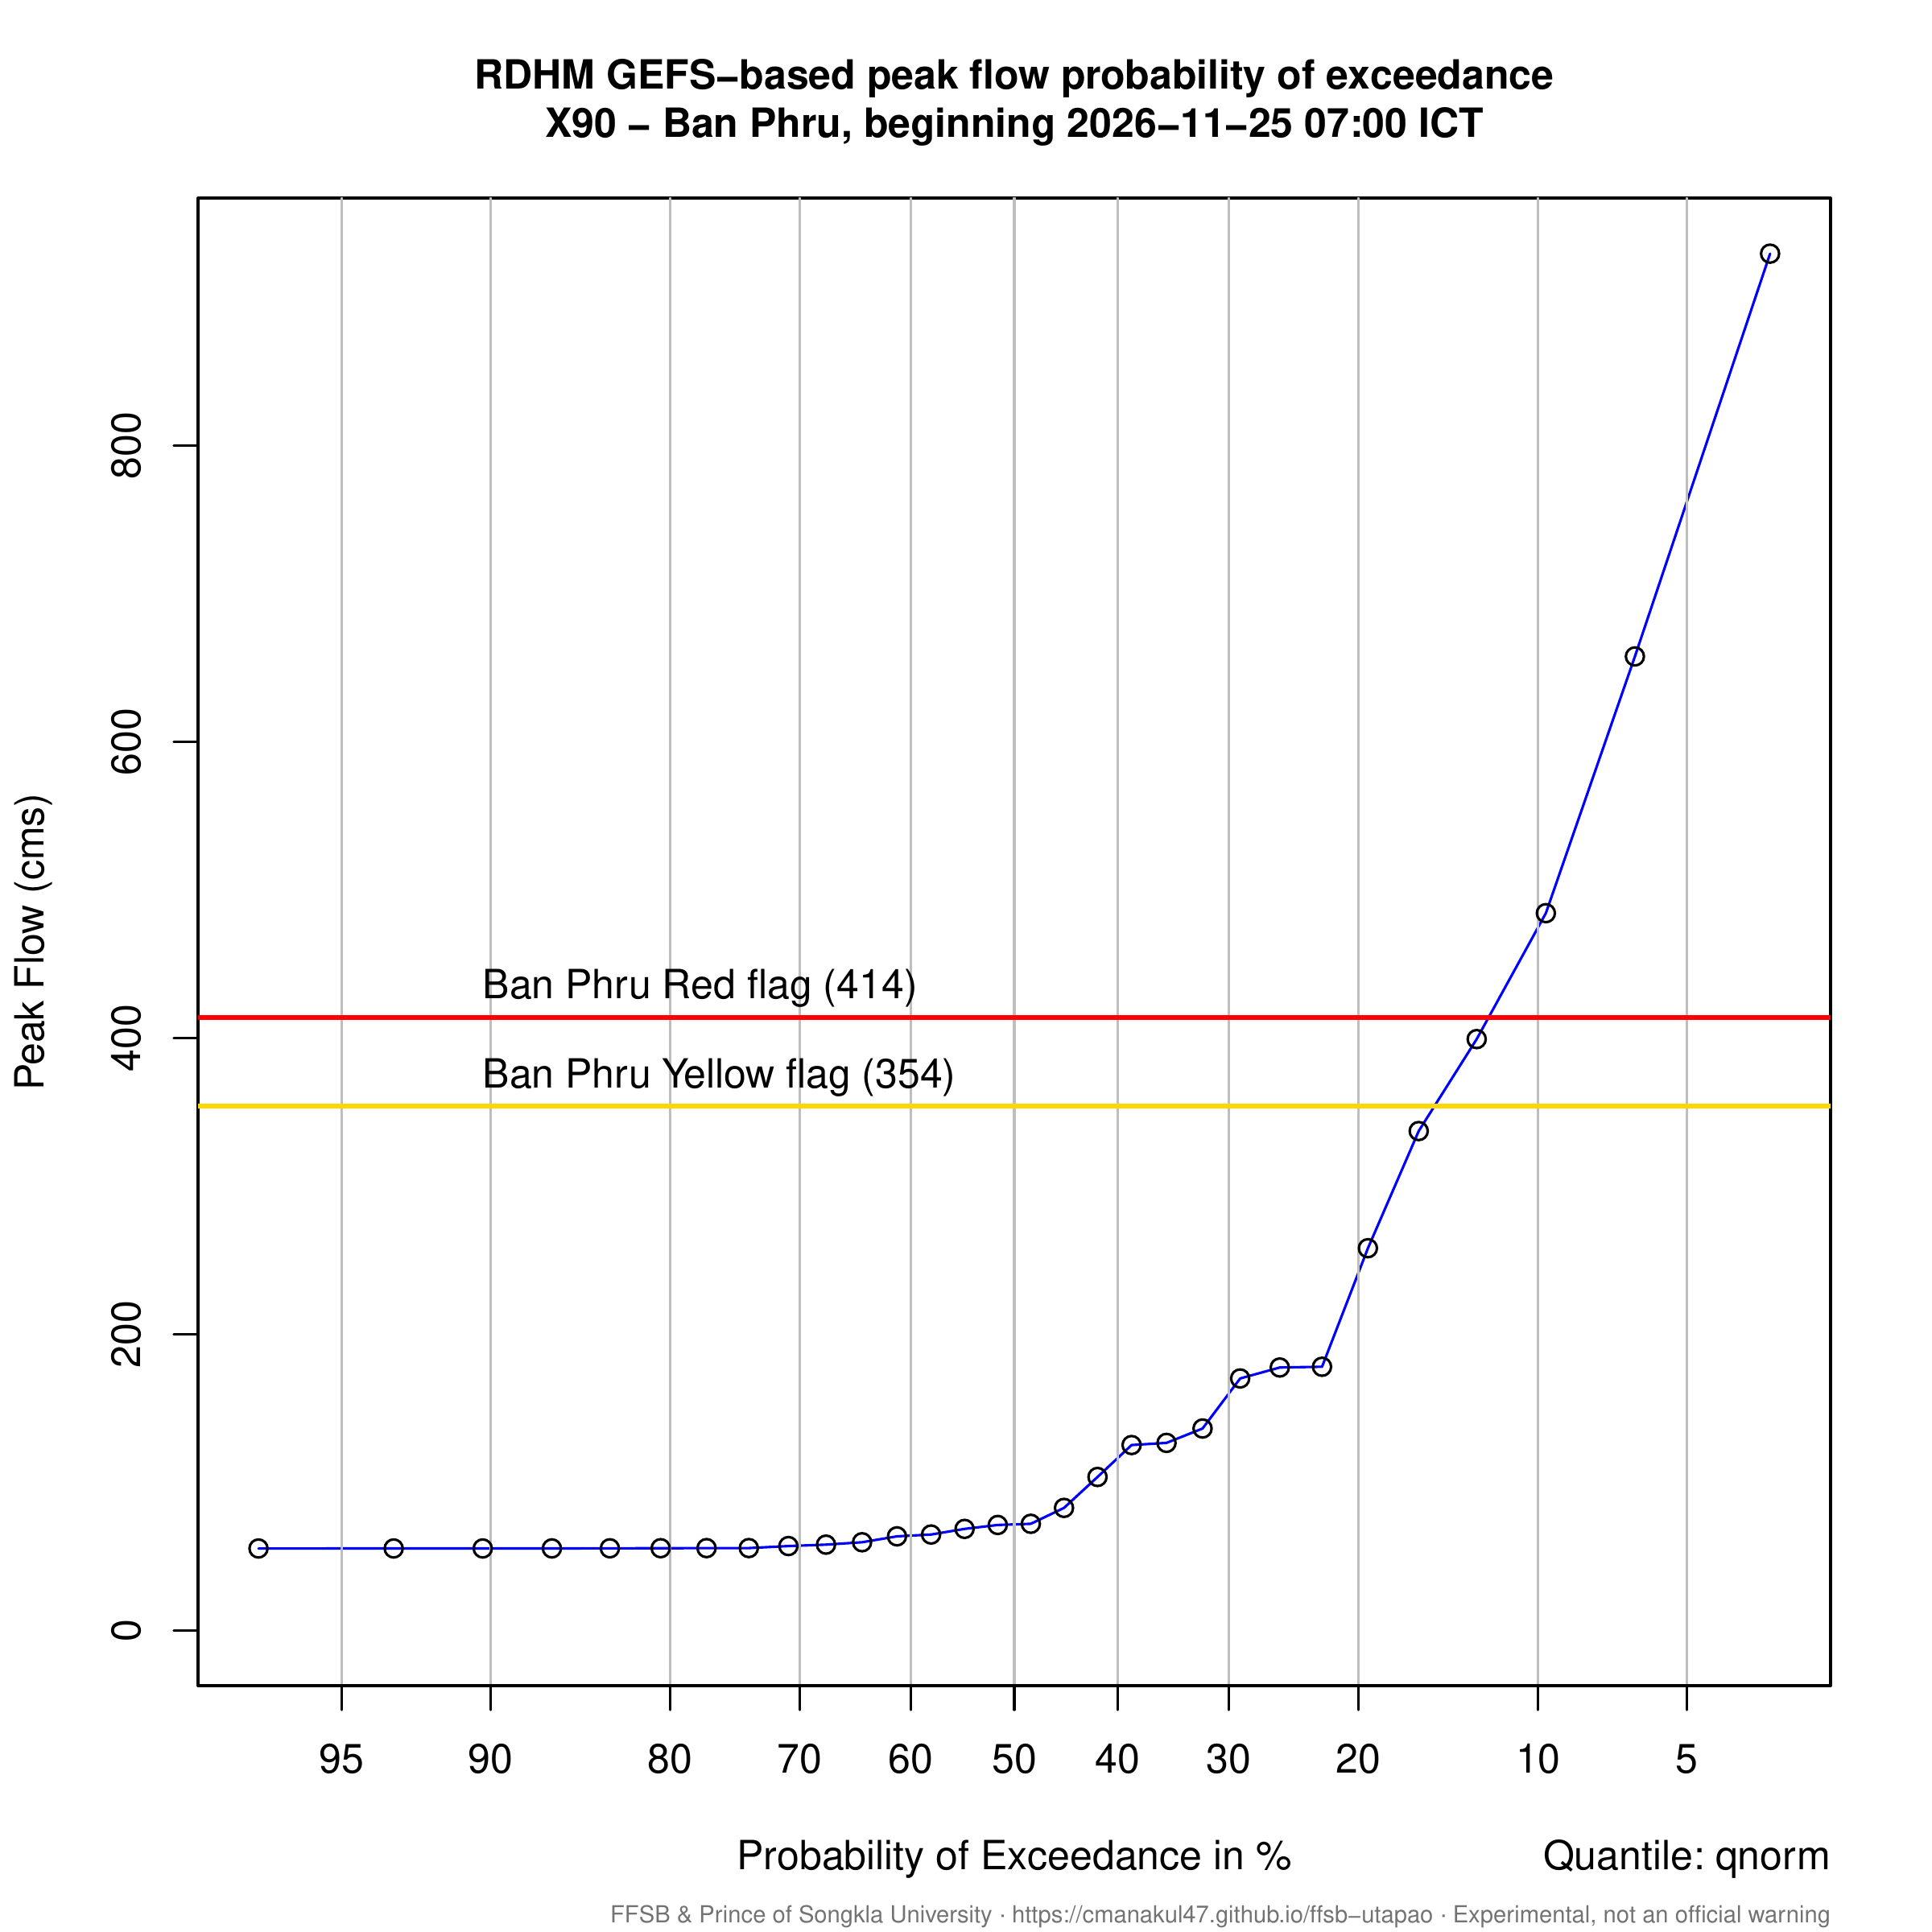 RDHM GEFS−based peak flow probability of exceedance
X90 − Ban Phru, beginning 2026−11−25 07:00 ICT
Peak Flow (cms)
800
600
400
200
0
Ban Phru Red flag (414)
Ban Phru Yellow flag (354)
95 90 80 70 60 50 40 30 20 10 5
Probability of Exceedance in %
Quantile: qnorm
FFSB & Prince of Songkla University · https://cmanakul47.github.io/ffsb−utapao · Experimental, not an official warning